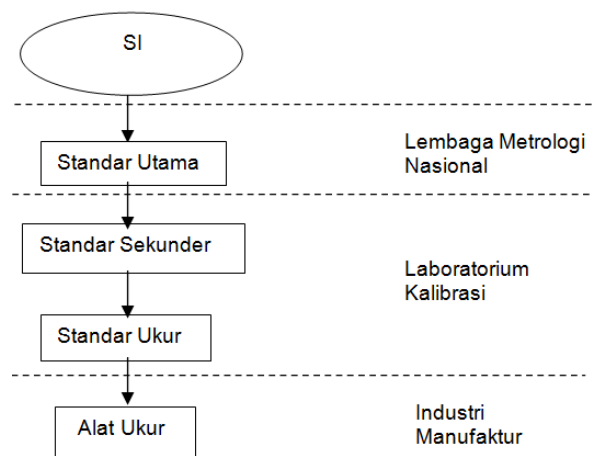 SI
Standar Utama
Lembaga Metrologi
Nasional
Standar Sekunder
Laboratorium
Kalibrasi
Standar Ukur
Alat Ukur
Industri
Manufaktur